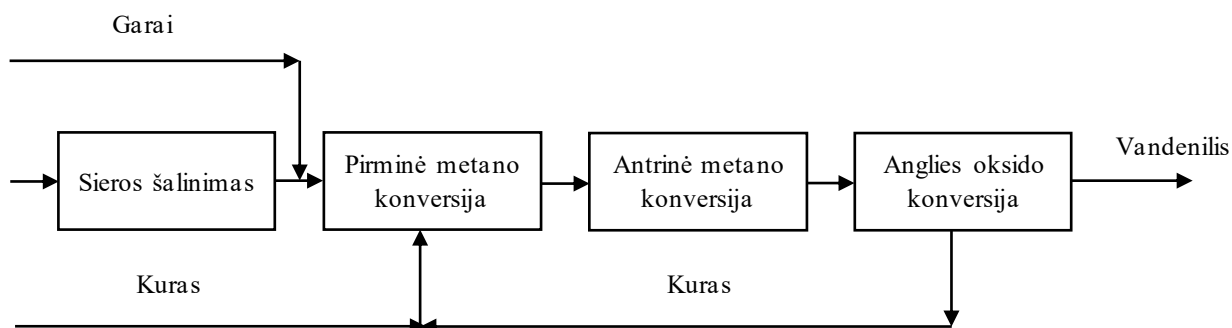 Garai
Sieros šalinimas
Pirminė metano
konversija
Antrinė metano
konversija
Anglies oksido
konversija
Vandenilis
Kuras
Kuras